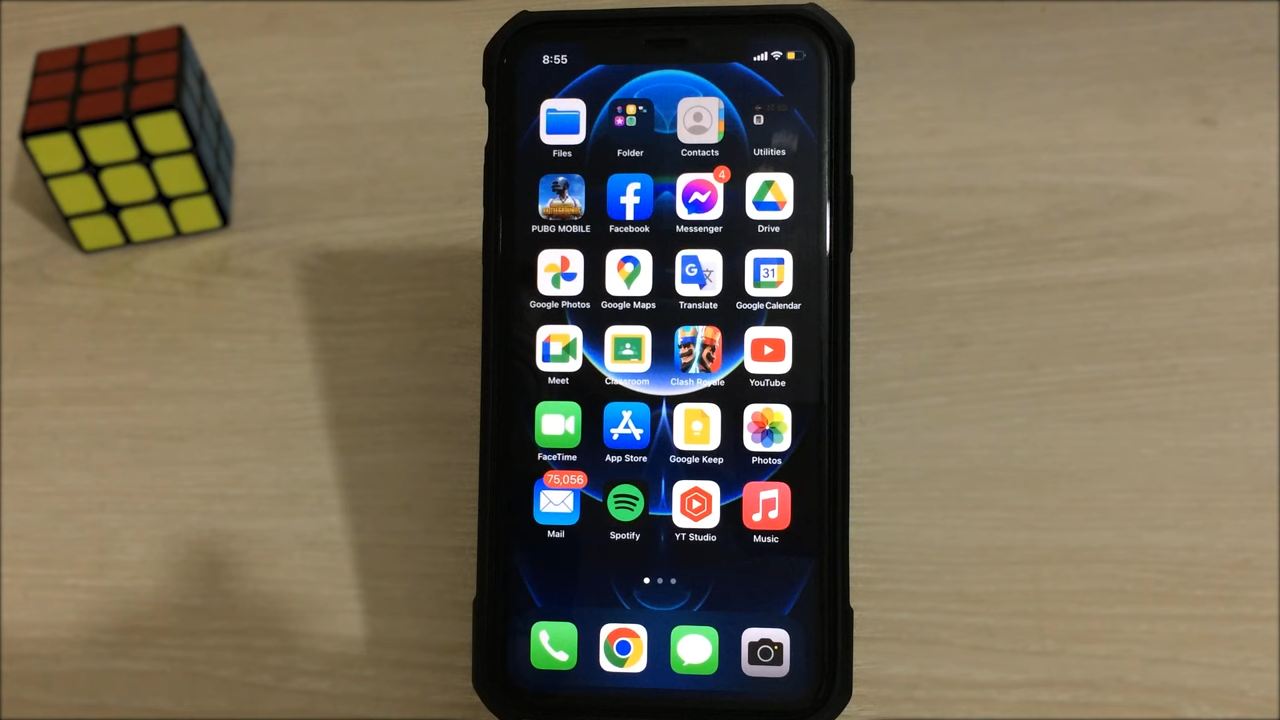 8:55
Files Folder Contacts Utilities
4
PUBG MOBILE Facebook Messenger Drive
31
Google Photos Google Maps Translate Google Calendar
Meet Classroom Clash Royale YouTube
FaceTime App Store Google Keep Photos
75,056
Mail Spotify YT Studio Music